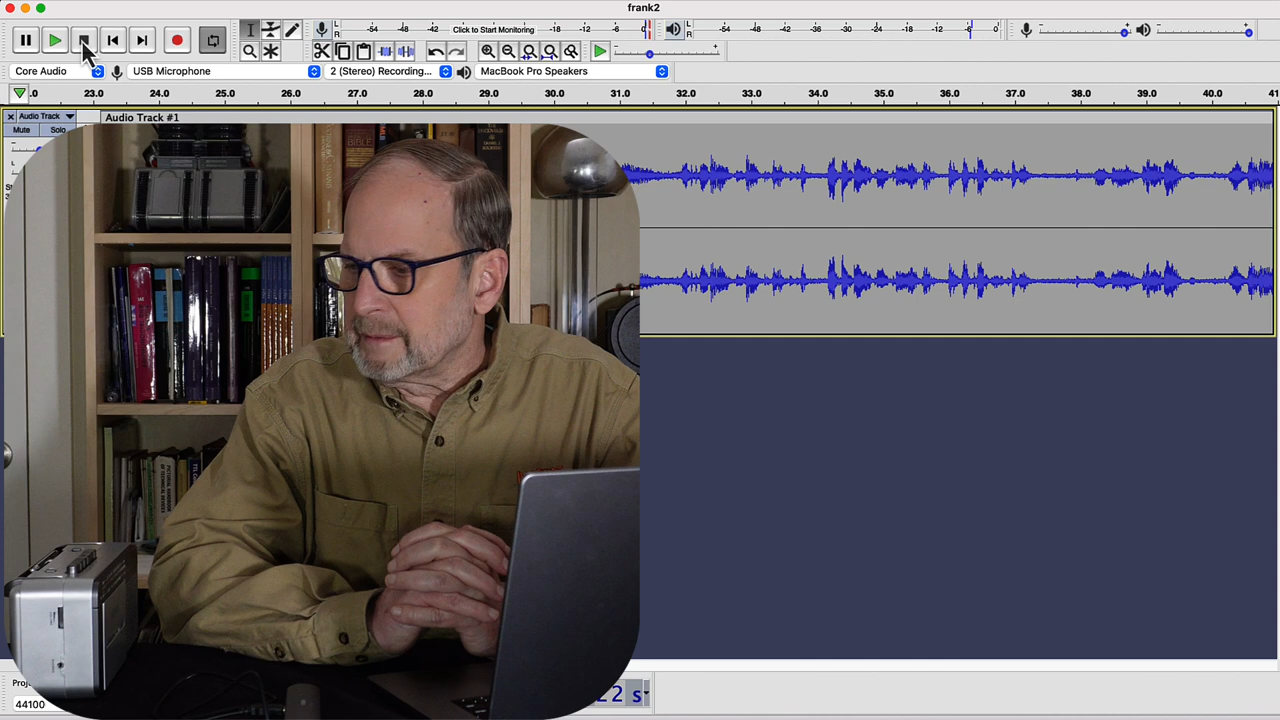 frank2
L
R
-54 -48 -42 Click to Start Monitoring -18 -12 -6 0
L
R
-54 -48 -42 -36 -30 -24 -18 -12 -6 0
Core Audio
USB Microphone
2 (Stereo) Recording...
MacBook Pro Speakers
.0 23.0 24.0 25.0 26.0 27.0 28.0 29.0 30.0 31.0 32.0 33.0 34.0 35.0 36.0 37.0 38.0 39.0 40.0 41
Audio Track
Audio Track #1
Mute Solo
L
Proj
44100
22 s